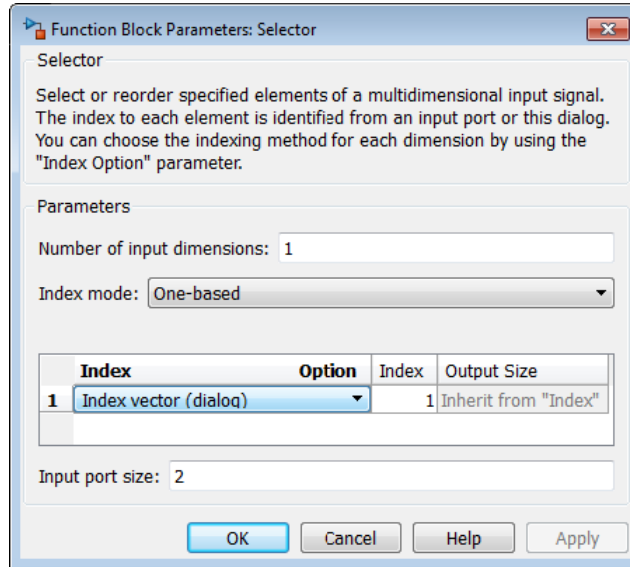 Function Block Parameters: Selector
Selector
Select or reorder specified elements of a multidimensional input signal.
The index to each element is identified from an input port or this dialog.
You can choose the indexing method for each dimension by using the
"Index Option" parameter.
Parameters
Number of input dimensions: 1
Index mode: One-based
Index Option Index Output Size
1 Index vector (dialog) 1 Inherit from "Index"
Input port size: 2
OK Cancel Help Apply